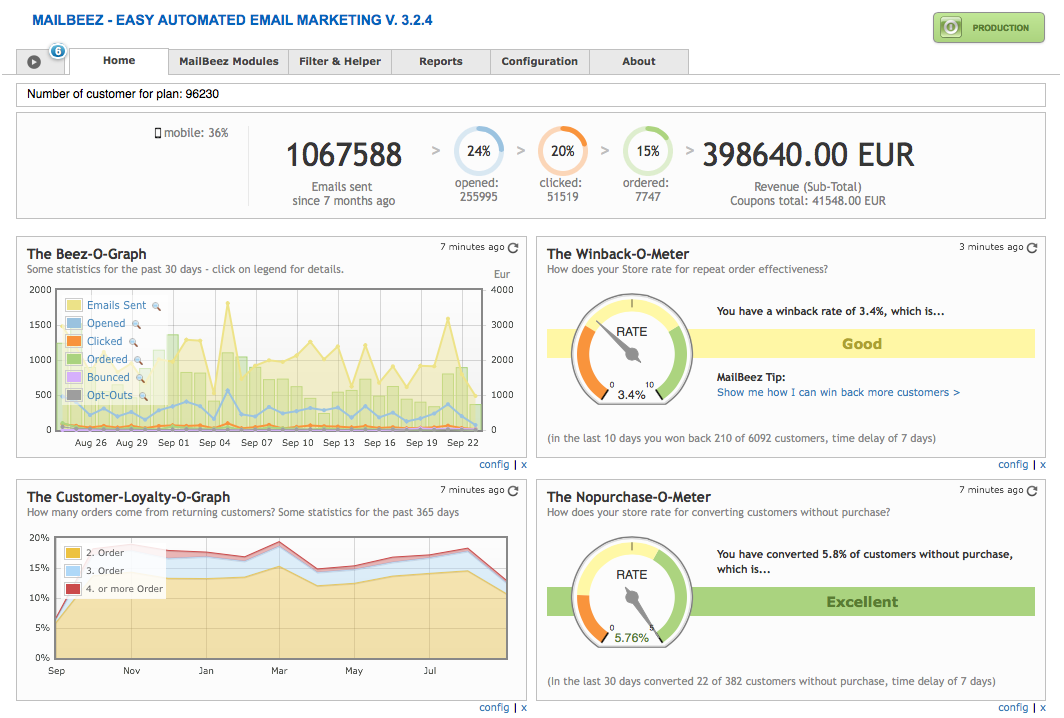 MAILBEEZ - EASY AUTOMATED EMAIL MARKETING V. 3.2.4
PRODUCTION
6
Home
MailBeez Modules
Filter & Helper
Reports
Configuration
About
Number of customer for plan: 96230
mobile: 36%
1067588
Emails sent
since 7 months ago
>
24%
opened:
255995
>
20%
clicked:
51519
>
15%
ordered:
7747
>
398640.00 EUR
Revenue (Sub-Total)
Coupons total: 41548.00 EUR
The Beez-O-Graph
7 minutes ago
Some statistics for the past 30 days - click on legend for details.
Eur
2000
1500
1000
500
0
4000
3000
2000
1000
0
Emails Sent
Opened
Clicked
Ordered
Bounced
Opt-Outs
Aug 26 Aug 29 Sep 01 Sep 04 Sep 07 Sep 10 Sep 13 Sep 16 Sep 19 Sep 22
config | x
The Winback-O-Meter
3 minutes ago
How does your Store rate for repeat order effectiveness?
RATE
0 10
3.4%
You have a winback rate of 3.4%, which is...
Good
MailBeez Tip:
Show me how I can win back more customers >
(In the last 10 days you won back 210 of 6092 customers, time delay of 7 days)
config | x
The Customer-Loyalty-O-Graph
7 minutes ago
How many orders come from returning customers? Some statistics for the past 365 days
20%
15%
10%
5%
0%
2. Order
3. Order
4. or more Order
Sep Nov Jan Mar May Jul
config | x
The Nopurchase-O-Meter
7 minutes ago
How does your store rate for converting customers without purchase?
RATE
0 5
5.76%
You have converted 5.8% of customers without purchase,
which is...
Excellent
(In the last 30 days converted 22 of 382 customers without purchase, time delay of 7 days)
config | x